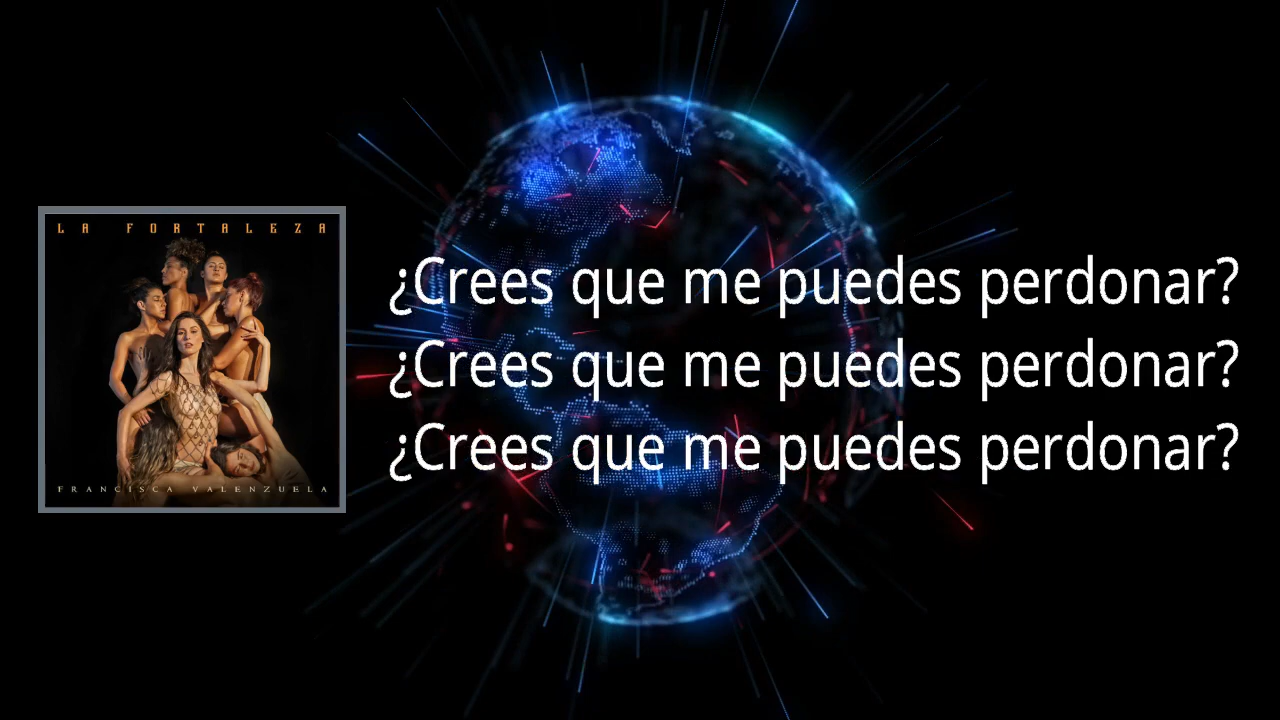 LA FORTALEZA
FRANCISCA VALENZUELA
¿Crees que me puedes perdonar?
¿Crees que me puedes perdonar?
¿Crees que me puedes perdonar?